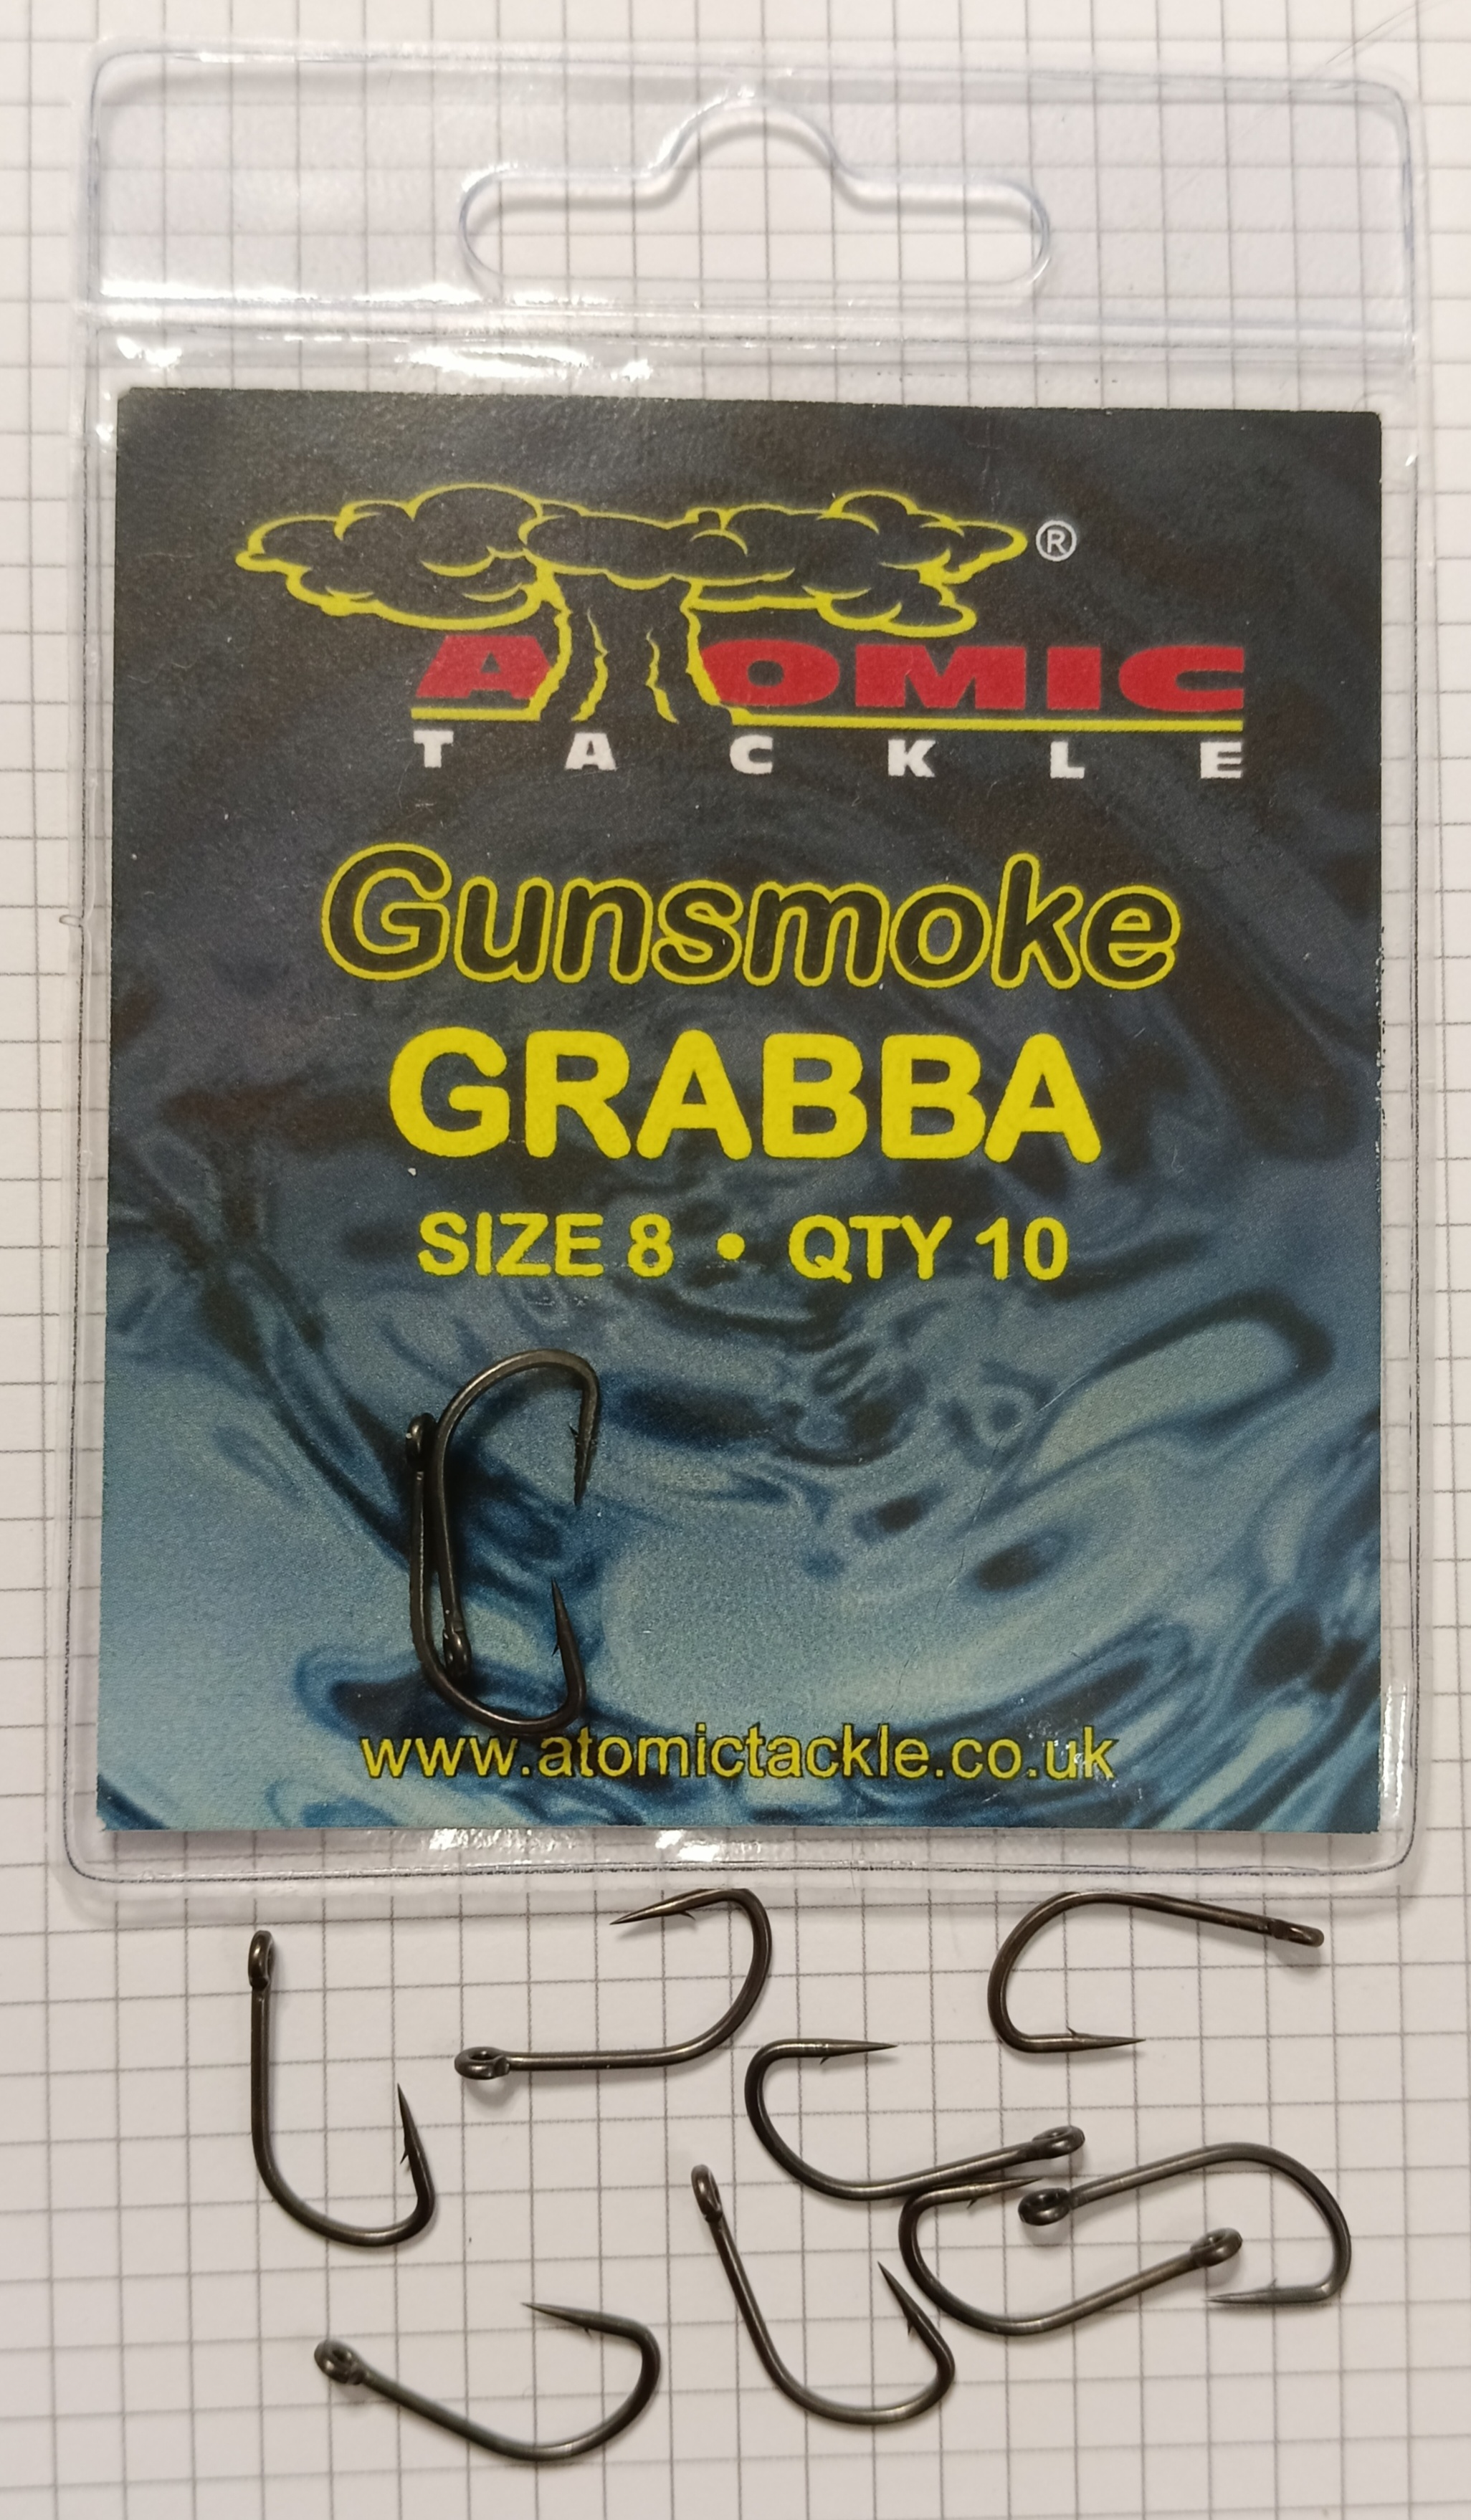 ATOMIC ®
TACKLE
Gunsmoke
GRABBA
SIZE 8 • QTY 10
www.atomictackle.co.uk